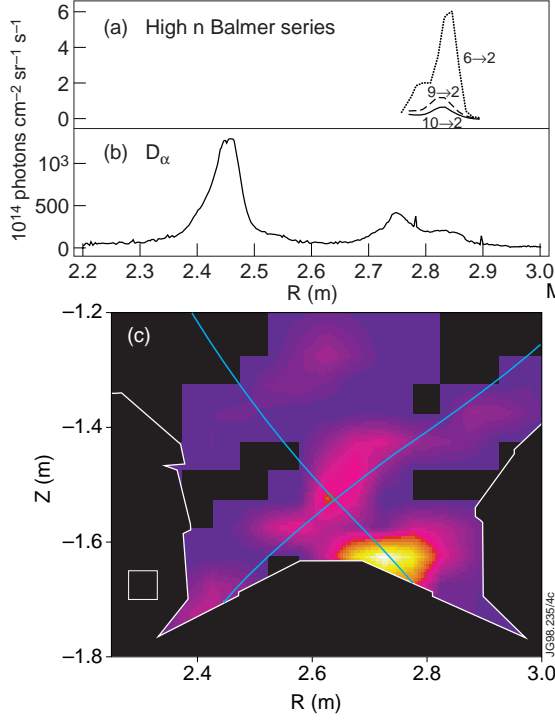 (a) High n Balmer series
6
4
2
0
6→2
9→2
10→2
10¹⁴ photons cm⁻² sr⁻¹ s⁻¹
(b) Dα
10³
500
0
2.2 2.3 2.4 2.5 2.6 2.7 2.8 2.9 3.0
R (m)
M
(c)
−1.2
−1.4
−1.6
−1.8
Z (m)
2.4 2.6 2.8 3.0
R (m)
JG98.235/4c